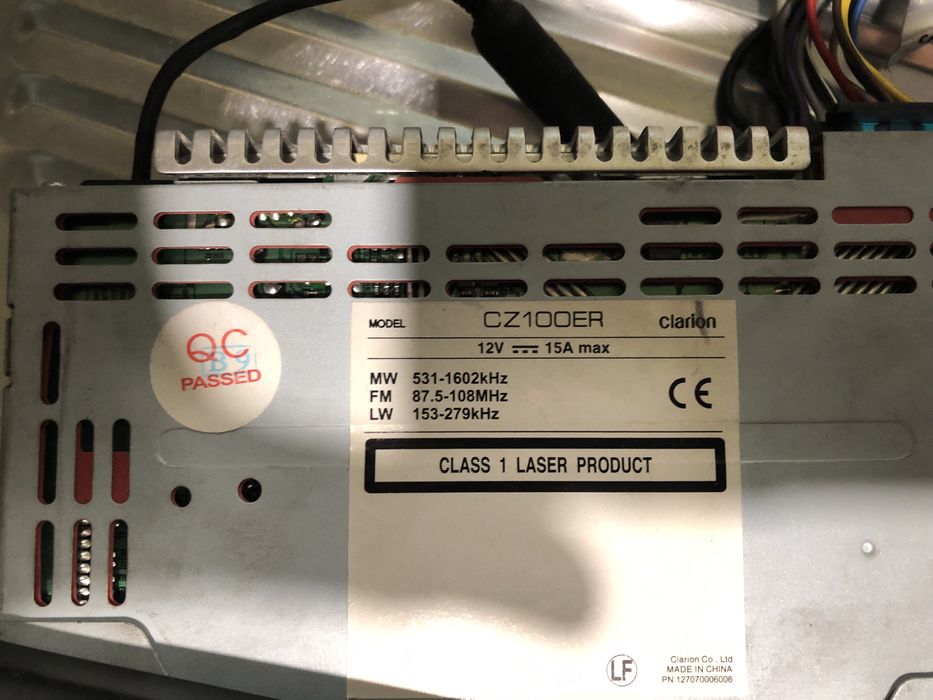 MODEL CZ100ER clarion
12V ⎓ 15A max
MW 531-1602kHz
FM 87.5-108MHz
LW 153-279kHz
CE
CLASS 1 LASER PRODUCT
QC
B 9
PASSED
LF
Clarion Co., Ltd
MADE IN CHINA
PN 127070006006